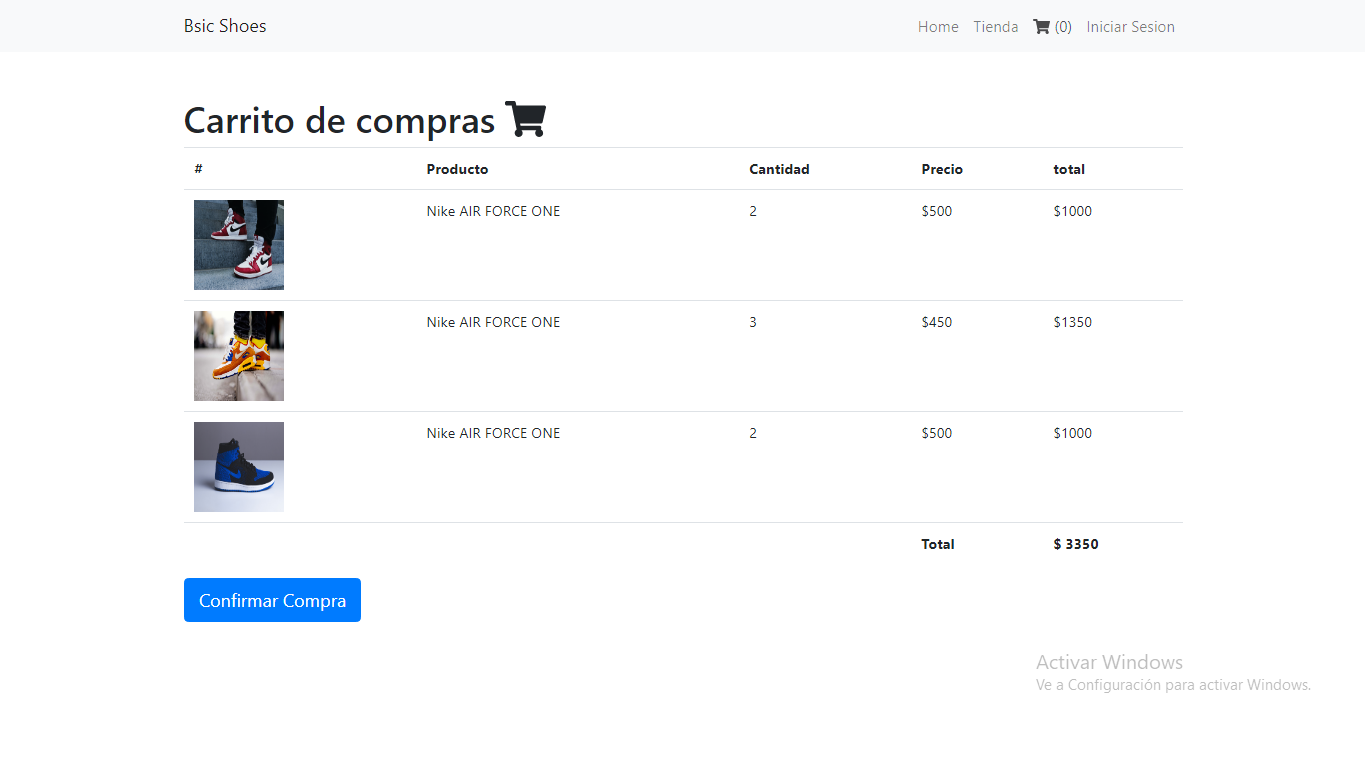 Bsic Shoes Home Tienda (0) Iniciar Sesion
Carrito de compras
# Producto Cantidad Precio total
Nike AIR FORCE ONE 2 $500 $1000
Nike AIR FORCE ONE 3 $450 $1350
Nike AIR FORCE ONE 2 $500 $1000
Total $ 3350
Confirmar Compra
Activar Windows
Ve a Configuración para activar Windows.